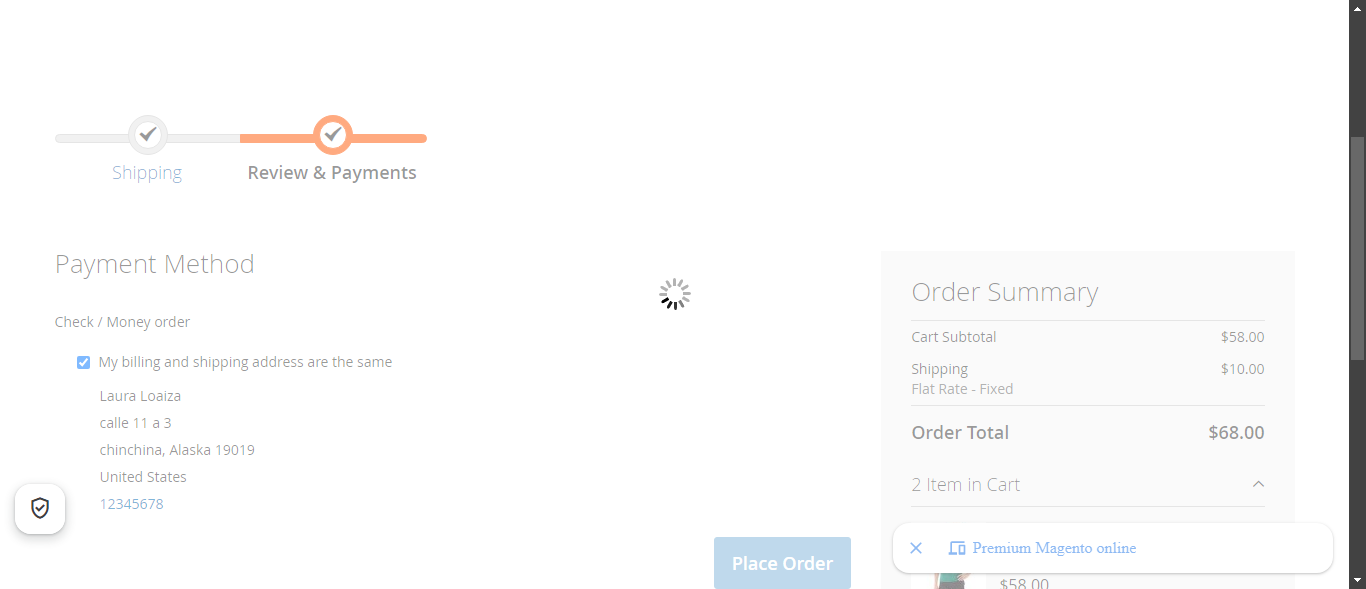 Shipping
Review & Payments
Payment Method
Check / Money order
My billing and shipping address are the same
Laura Loaiza
calle 11 a 3
chinchina, Alaska 19019
United States
12345678
Place Order
Order Summary
Cart Subtotal $58.00
Shipping $10.00
Flat Rate - Fixed
Order Total $68.00
2 Item in Cart
Premium Magento online
$58.00